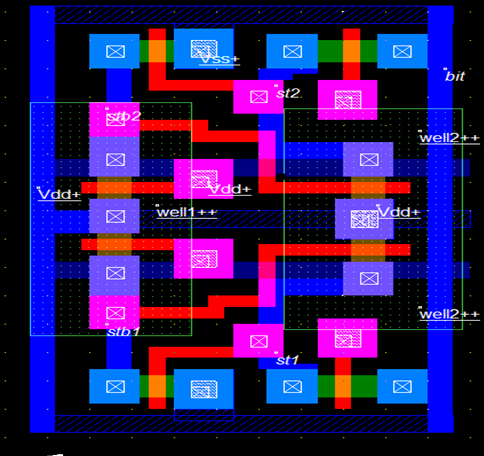 Vss+
bit
st2
stb2
well2++
Vdd+
Vdd+
well1++
Vdd+
well2++
stb1
st1